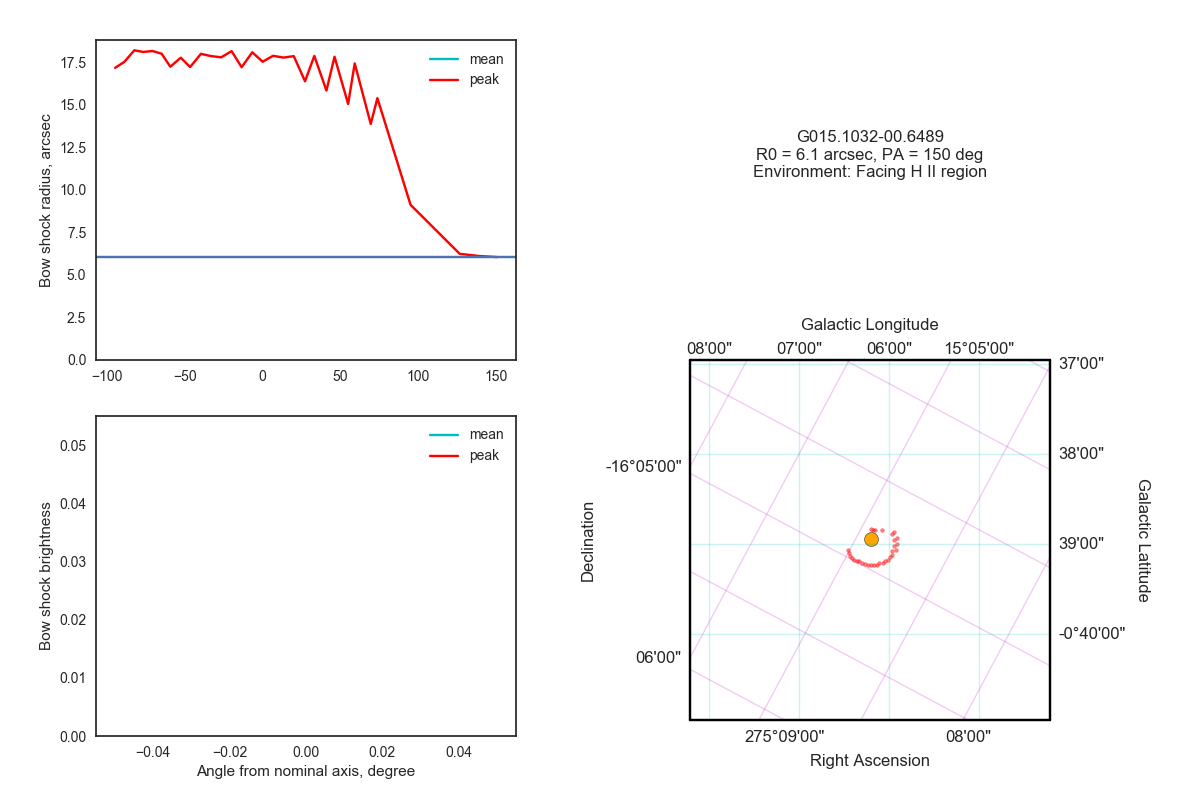 17.5
15.0
12.5
10.0
7.5
5.0
2.5
0.0
Bow shock radius, arcsec
mean
peak
−100
−50
0
50
100
150
G015.1032-00.6489
R0 = 6.1 arcsec, PA = 150 deg
Environment: Facing H II region
0.05
0.04
0.03
0.02
0.01
0.00
Bow shock brightness
mean
peak
−0.04
−0.02
0.00
0.02
0.04
Angle from nominal axis, degree
Galactic Longitude
08'00"
07'00"
06'00"
15°05'00"
37'00"
38'00"
39'00"
-0°40'00"
Galactic Latitude
-16°05'00"
06'00"
Declination
275°09'00"
08'00"
Right Ascension